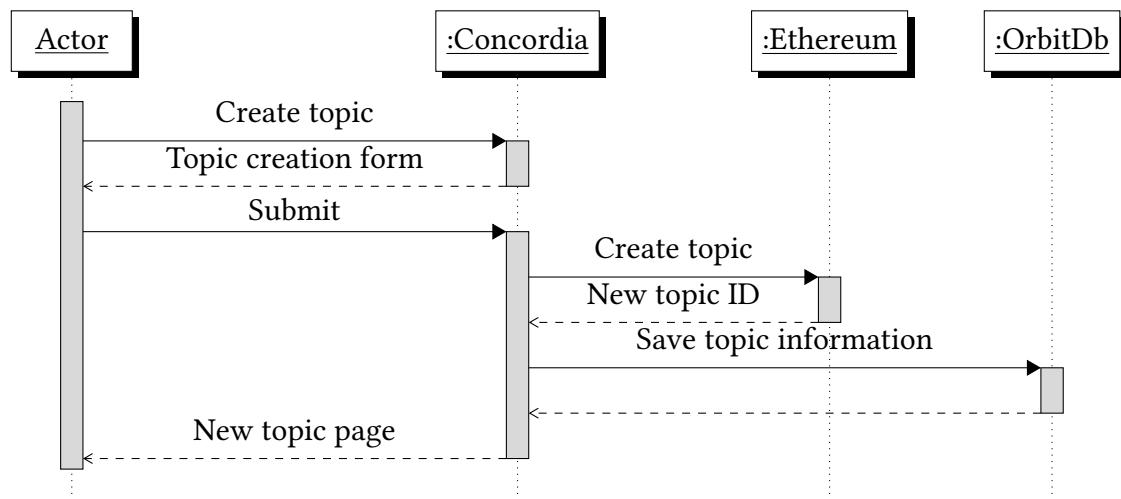 Actor
:Concordia
:Ethereum
:OrbitDb
Create topic
Topic creation form
Submit
Create topic
New topic ID
Save topic information
New topic page